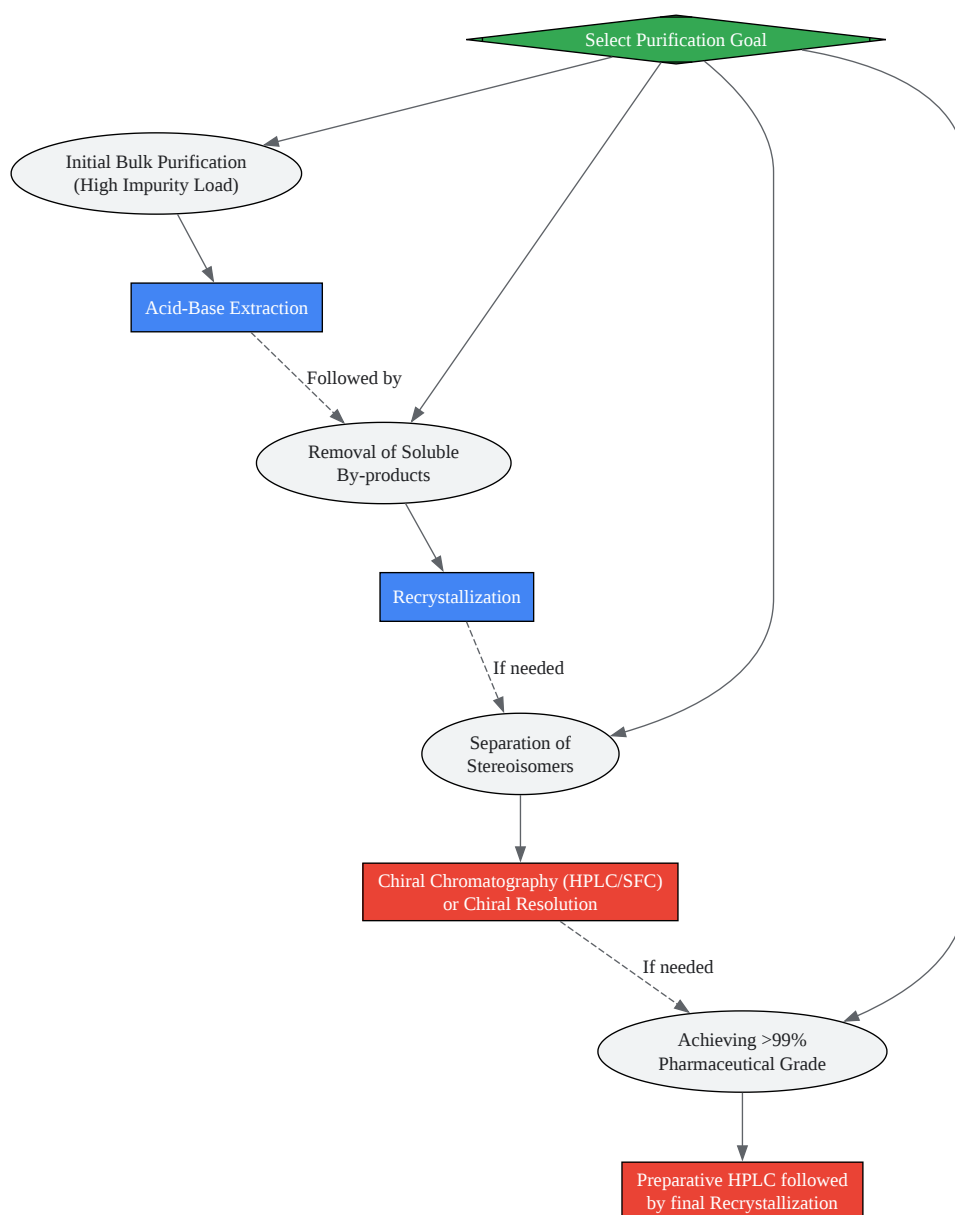 Select Purification Goal
Initial Bulk Purification
(High Impurity Load)
Acid-Base Extraction
Followed by
Removal of Soluble
By-products
Recrystallization
If needed
Separation of
Stereoisomers
Chiral Chromatography (HPLC/SFC)
or Chiral Resolution
If needed
Achieving >99%
Pharmaceutical Grade
Preparative HPLC followed
by final Recrystallization